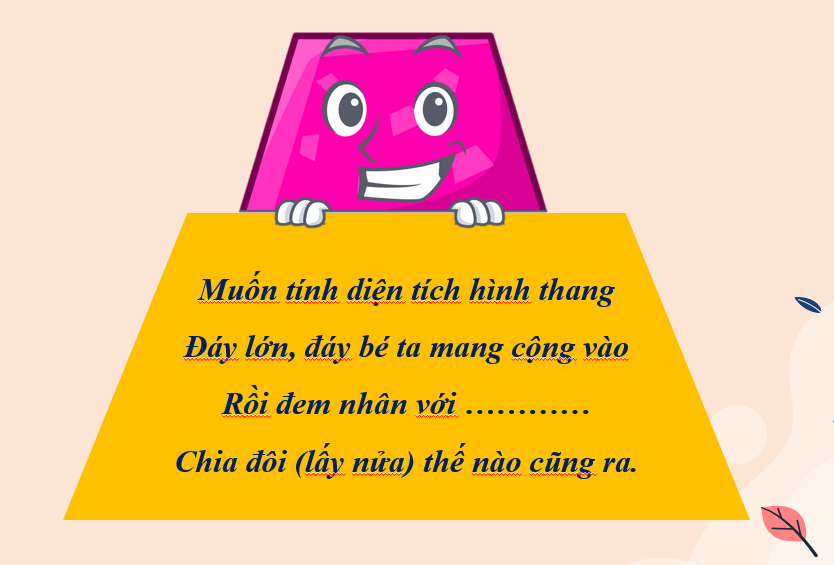 Muốn tính diện tích hình thang
Đáy lớn, đáy bé ta mang cộng vào
Rồi đem nhân với …………
Chia đôi (lấy nửa) thế nào cũng ra.